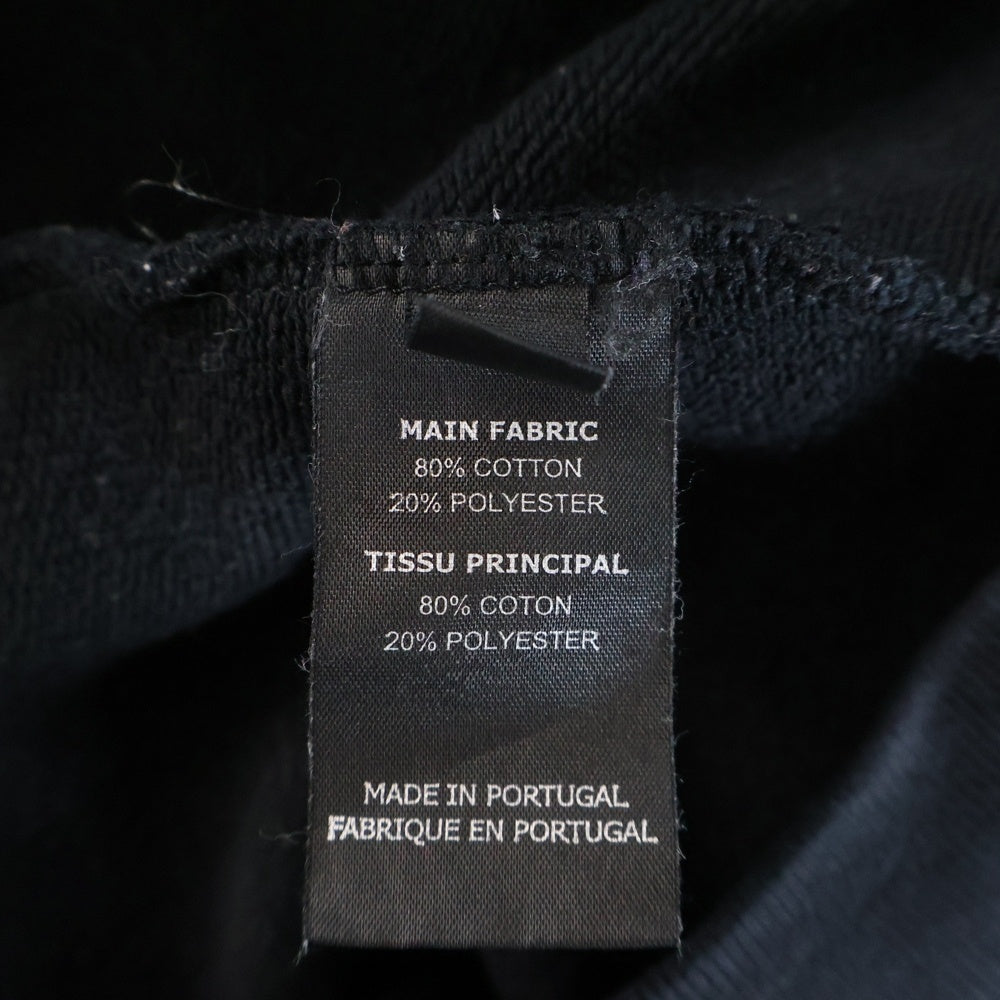 MAIN FABRIC
80% COTTON
20% POLYESTER
TISSU PRINCIPAL
80% COTON
20% POLYESTER
MADE IN PORTUGAL
FABRIQUE EN PORTUGAL